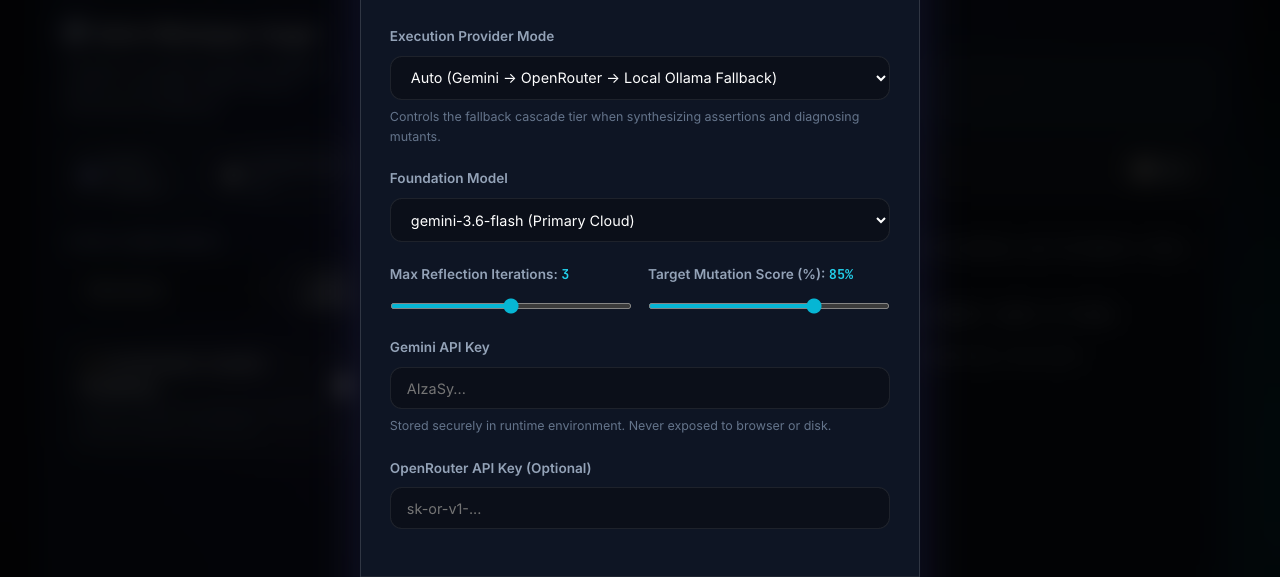 Execution Provider Mode
Auto (Gemini → OpenRouter → Local Ollama Fallback)
Controls the fallback cascade tier when synthesizing assertions and diagnosing
mutants.
Foundation Model
gemini-3.6-flash (Primary Cloud)
Max Reflection Iterations: 3
Target Mutation Score (%): 85%
Gemini API Key
AIzaSy...
Stored securely in runtime environment. Never exposed to browser or disk.
OpenRouter API Key (Optional)
sk-or-v1-...